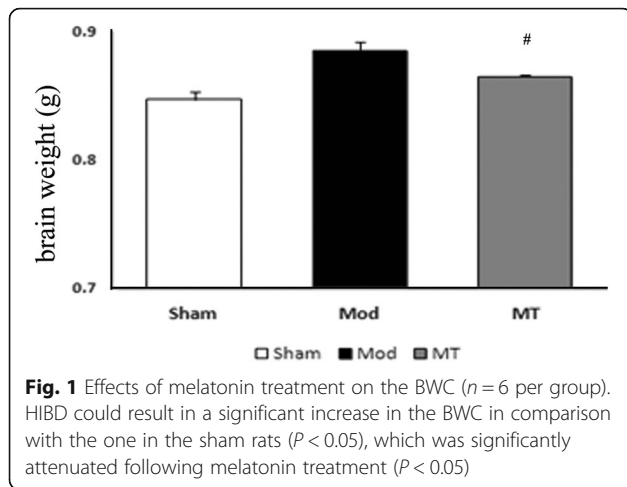 0.9
#
0.8
0.7
brain weight (g)
Sham Mod MT
Sham Mod MT
Fig. 1 Effects of melatonin treatment on the BWC (n = 6 per group).
HIBD could result in a significant increase in the BWC in comparison
with the one in the sham rats (P < 0.05), which was significantly
attenuated following melatonin treatment (P < 0.05)